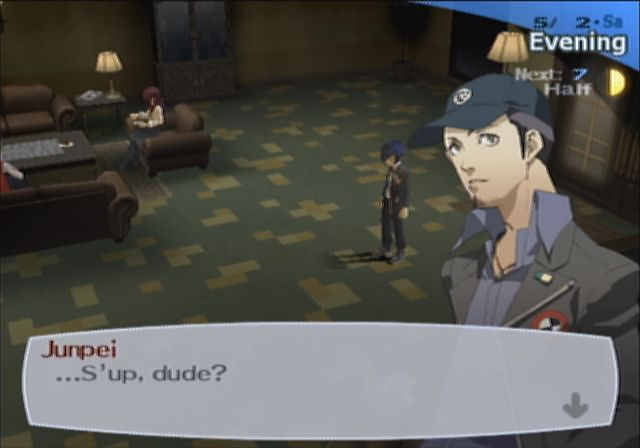 5/ 2・Sa
Evening
Next: 7
Half
Junpei
...S'up, dude?